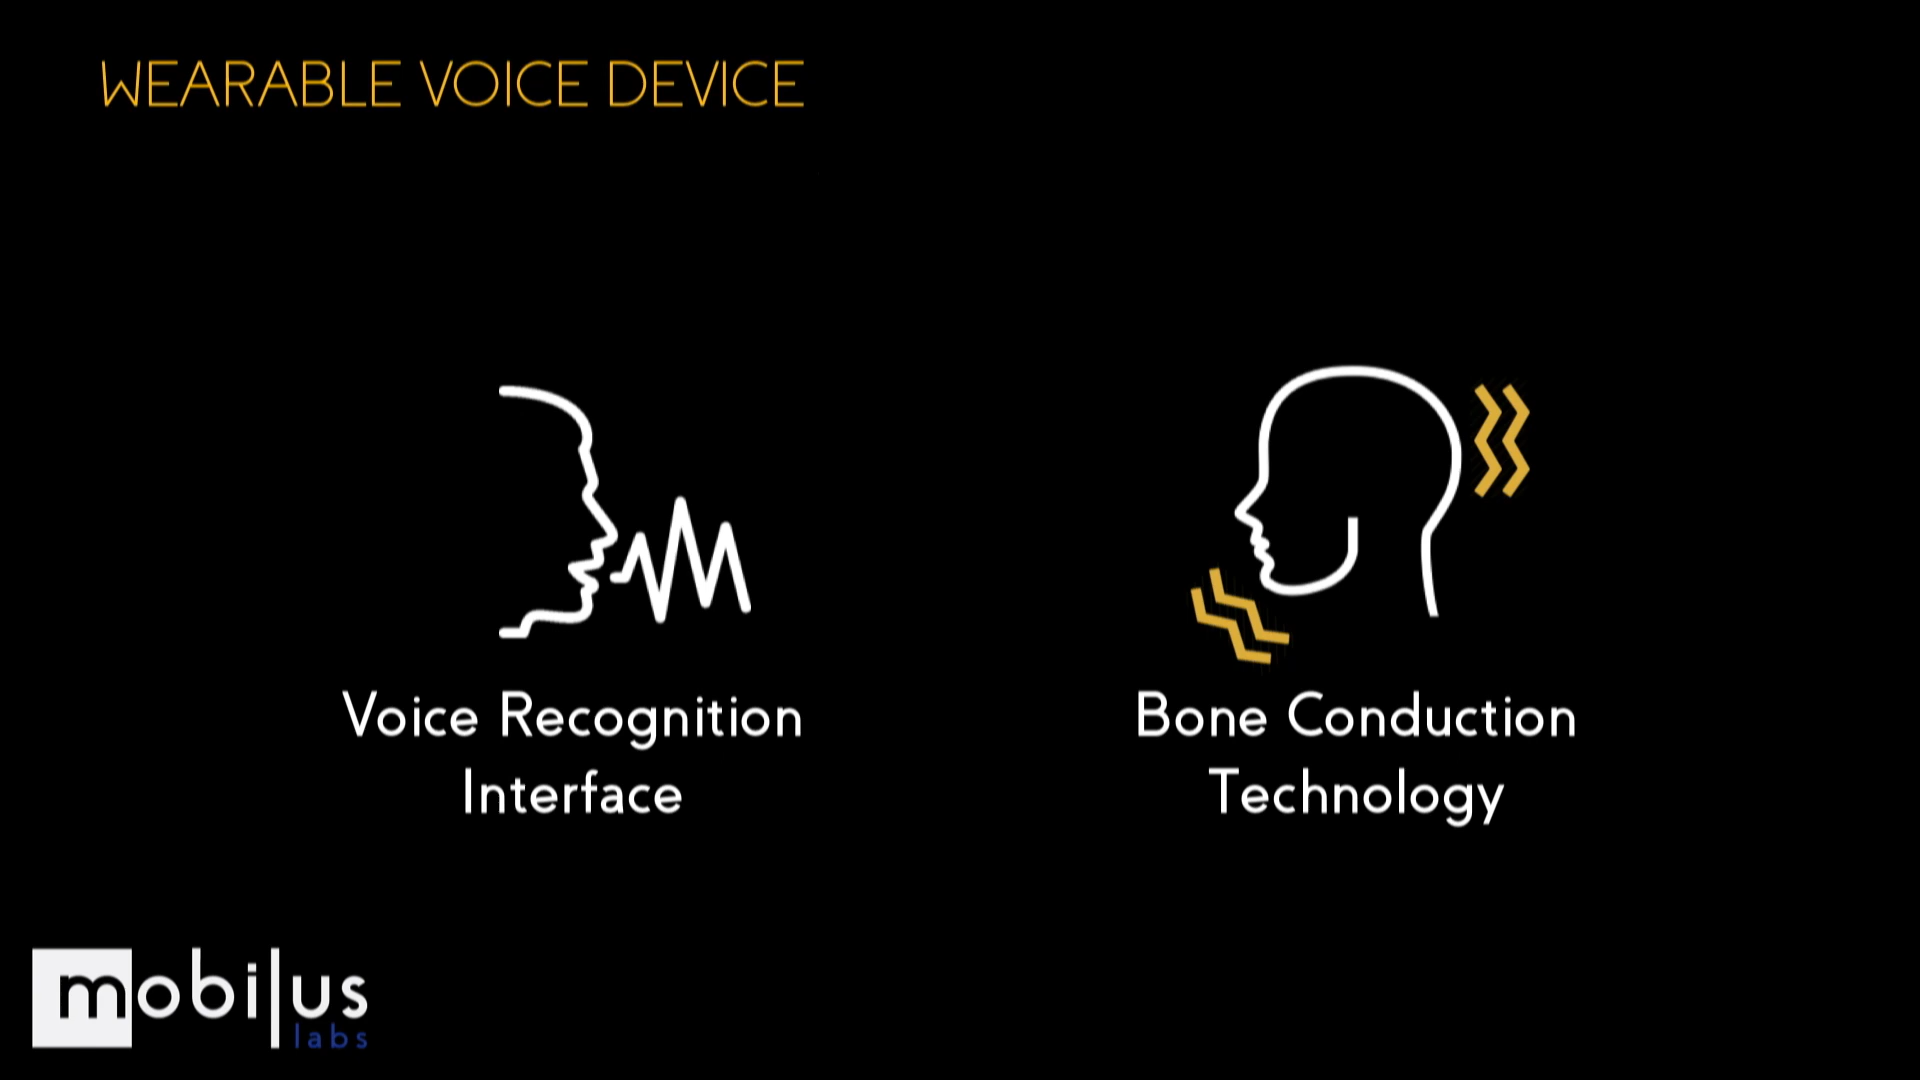 WEARABLE VOICE DEVICE
Voice Recognition
Interface
Bone Conduction
Technology
mobilus
labs